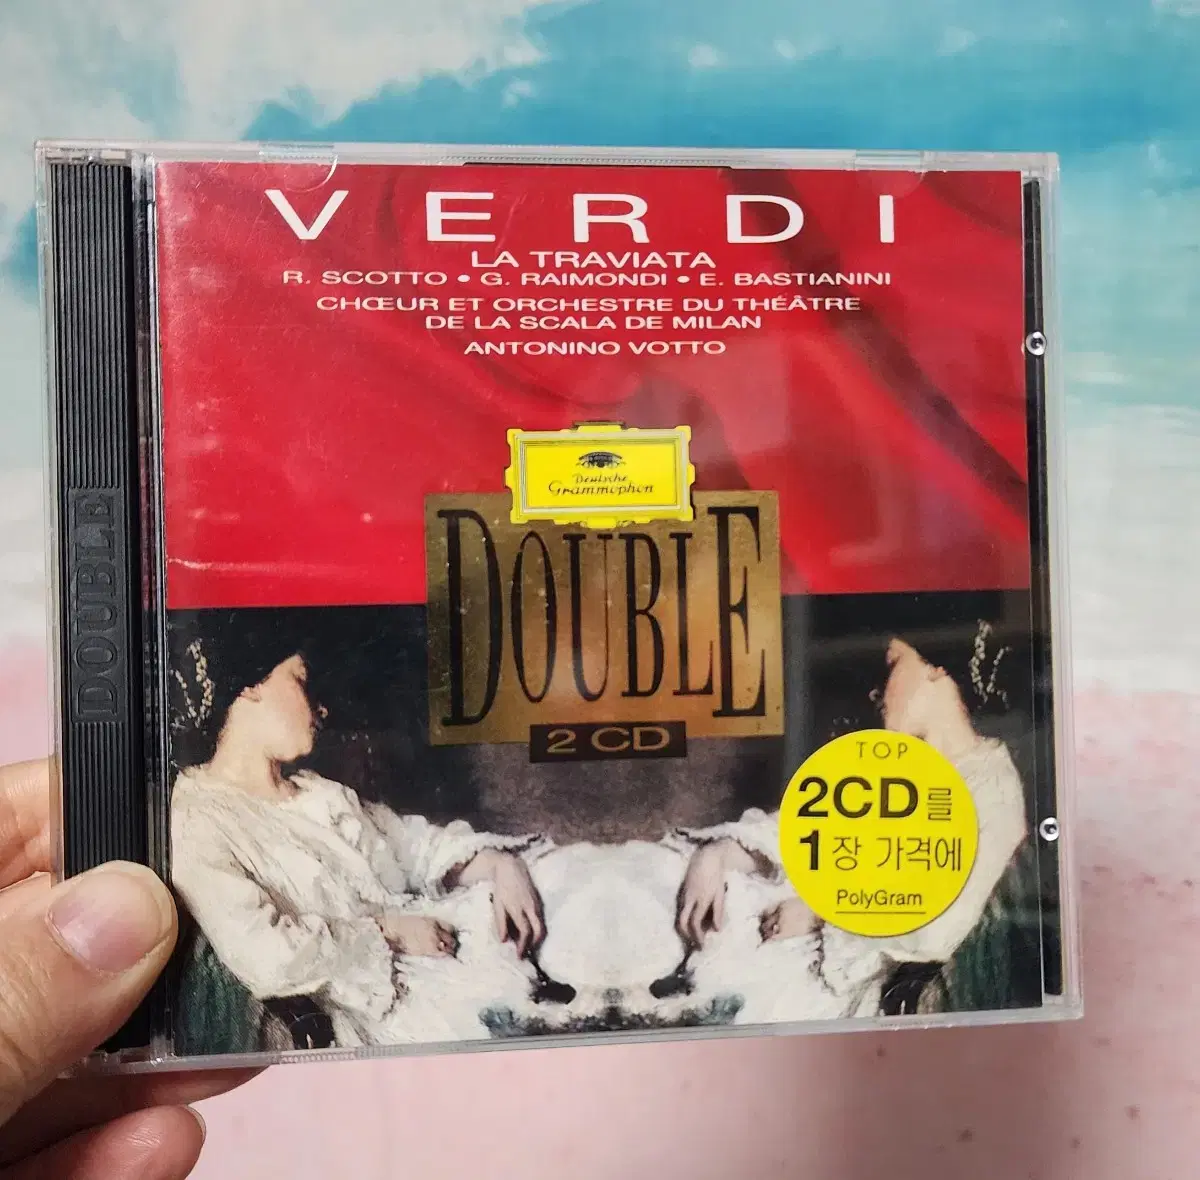 VERDI
LA TRAVIATA
R. SCOTTO • G. RAIMONDI • E. BASTIANINI
CHŒUR ET ORCHESTRE DU THÉÂTRE
DE LA SCALA DE MILAN
ANTONINO VOTTO
Deutsche
Grammophon
DOUBLE
2 CD
DOUBLE
TOP
2CD를
1장 가격에
PolyGram